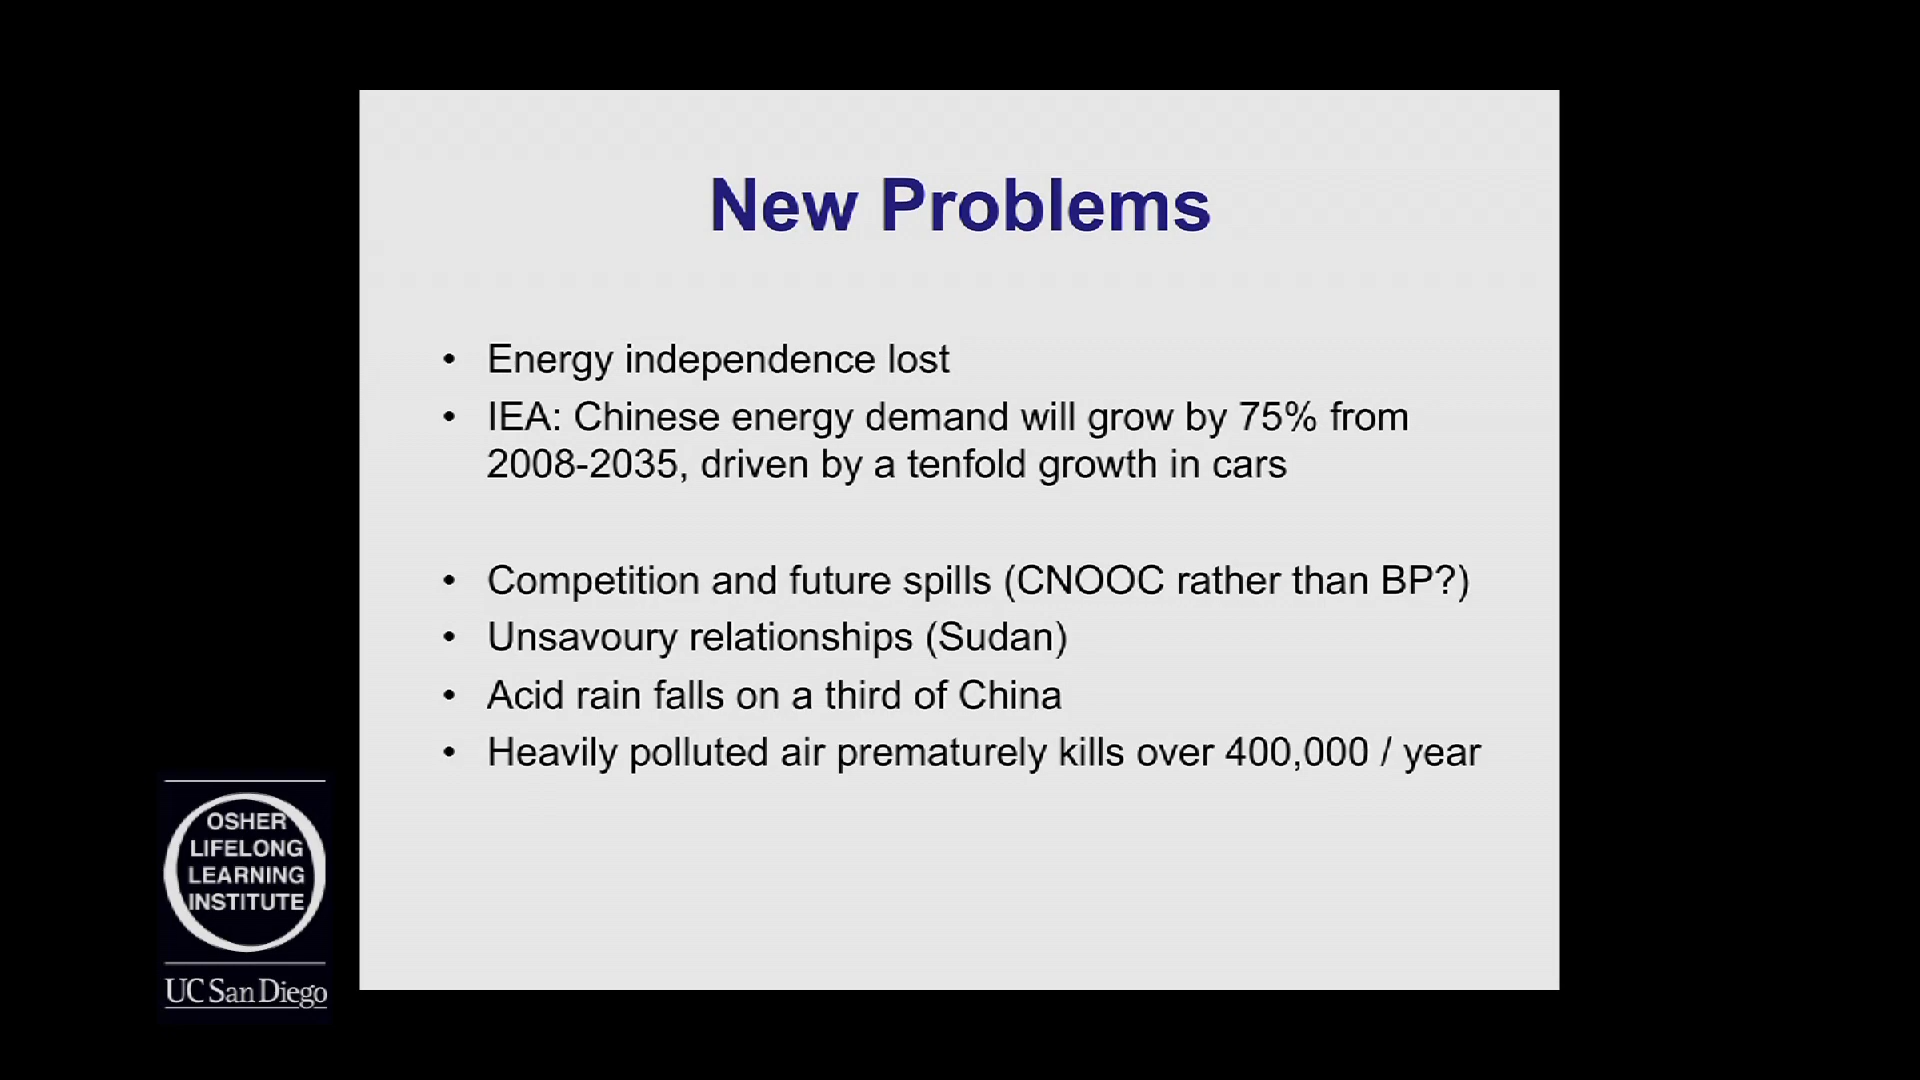 New Problems
• Energy independence lost
• IEA: Chinese energy demand will grow by 75% from
2008-2035, driven by a tenfold growth in cars
• Competition and future spills (CNOOC rather than BP?)
• Unsavoury relationships (Sudan)
• Acid rain falls on a third of China
• Heavily polluted air prematurely kills over 400,000 / year
OSHER
LIFELONG
LEARNING
INSTITUTE
UC San Diego